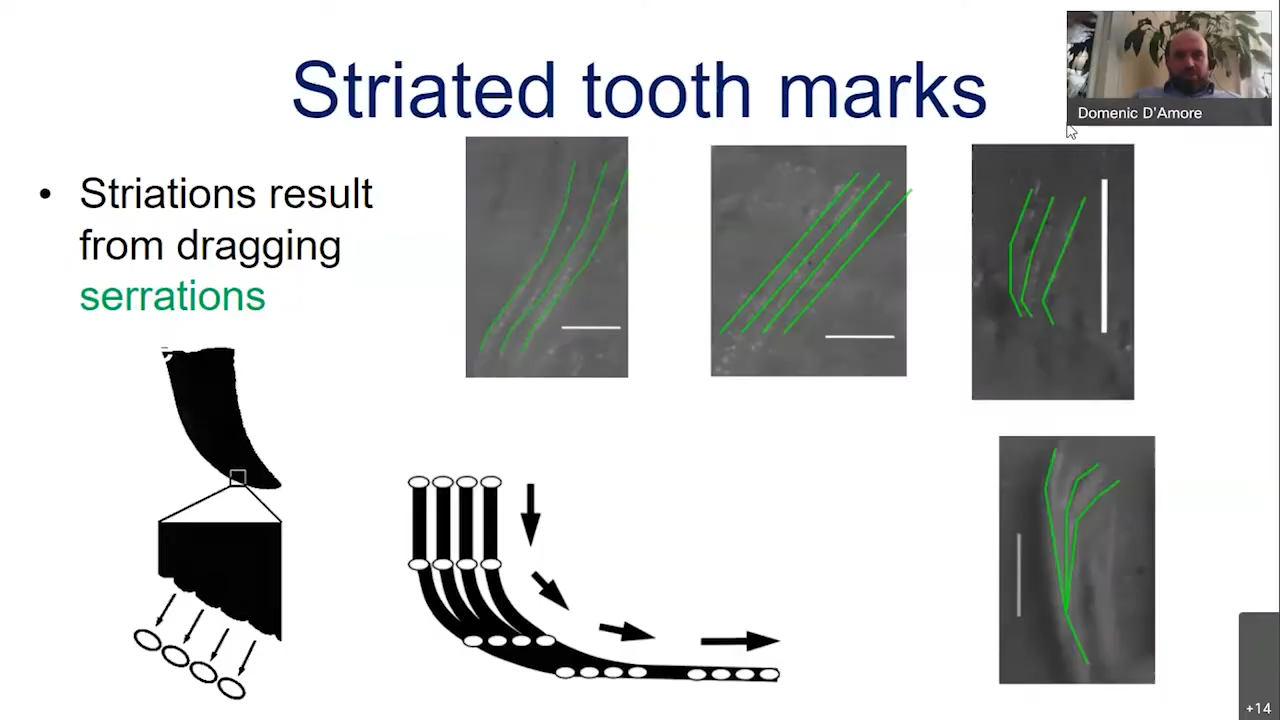 Striated tooth marks
Domenic D'Amore
• Striations result
from dragging
serrations
+14